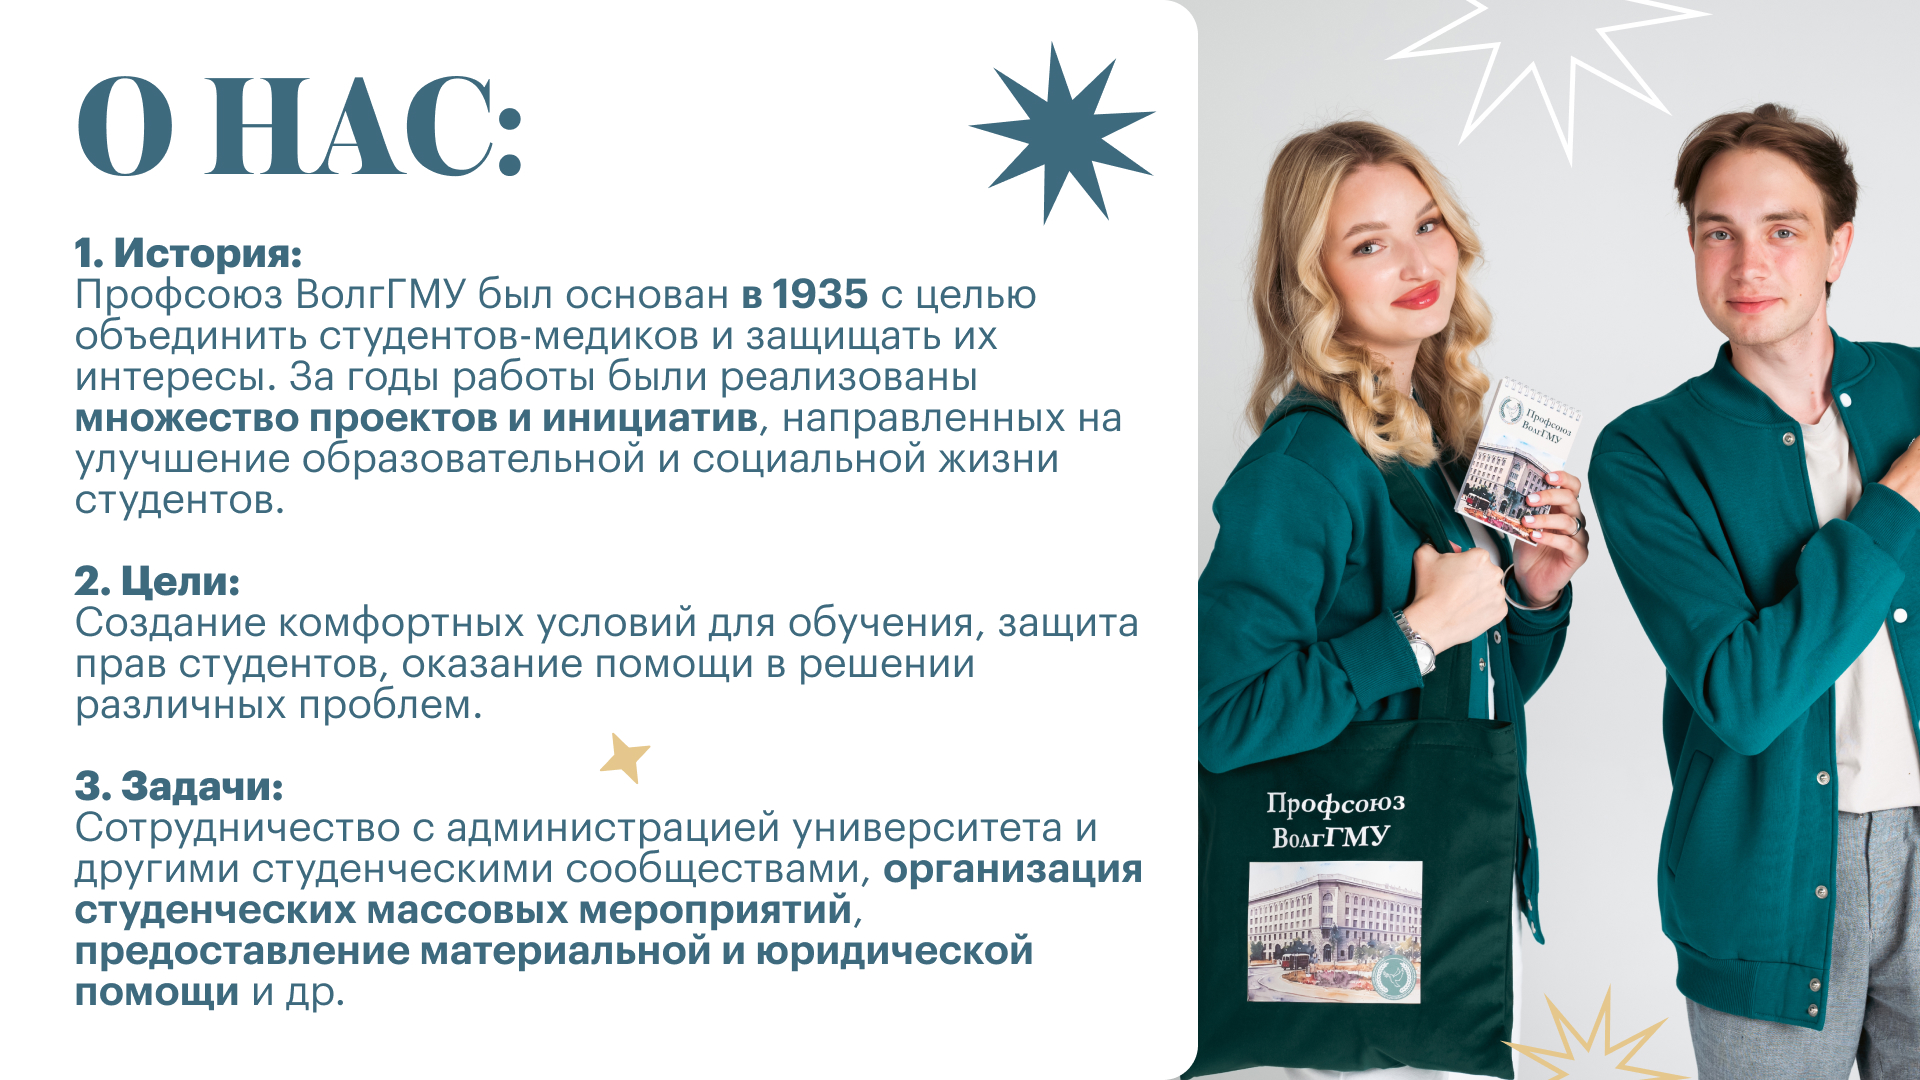 О НАС:
1. История:
Профсоюз ВолгГМУ был основан в 1935 с целью
объединить студентов-медиков и защищать их
интересы. За годы работы были реализованы
множество проектов и инициатив, направленных на
улучшение образовательной и социальной жизни
студентов.
2. Цели:
Создание комфортных условий для обучения, защита
прав студентов, оказание помощи в решении
различных проблем.
3. Задачи:
Сотрудничество с администрацией университета и
другими студенческими сообществами, организация
студенческих массовых мероприятий,
предоставление материальной и юридической
помощи и др.
Профсоюз
ВолгГМУ
Профсоюз
ВолгГМУ